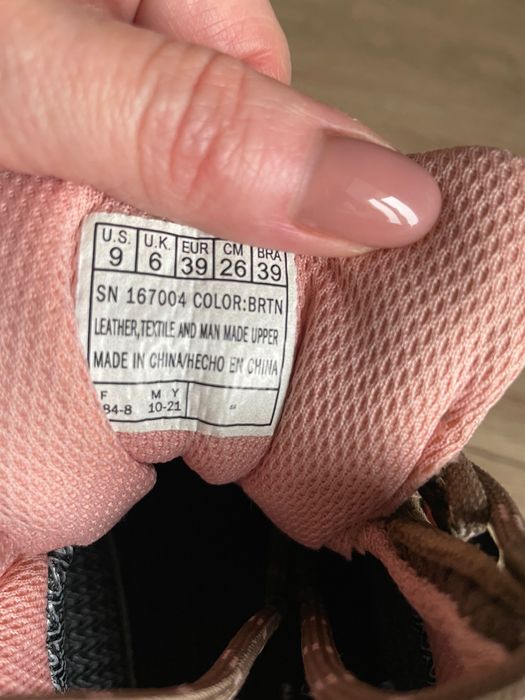 U.S. U.K. EUR CM BRA
9 6 39 26 39
SN 167004 COLOR:BRTN
LEATHER,TEXTILE AND MAN MADE UPPER
MADE IN CHINA/HECHO EN CHINA
F M Y
84-8 10-21